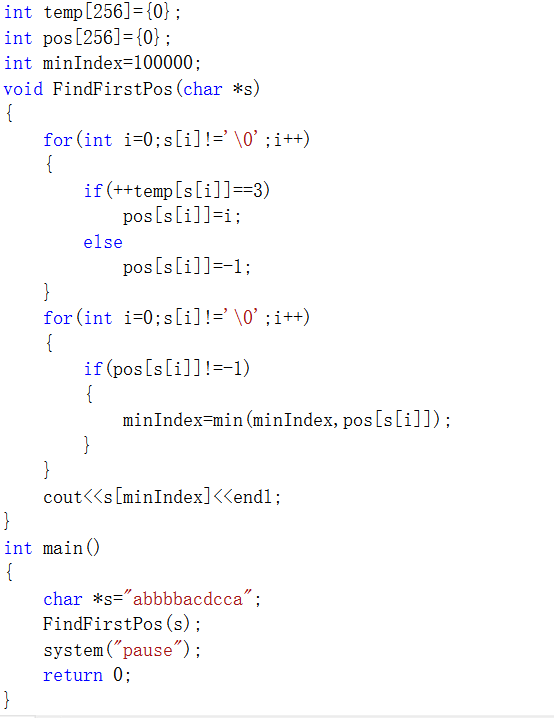 int temp[256]={0};
int pos[256]={0};
int minIndex=100000;
void FindFirstPos(char *s)
{
    for(int i=0;s[i]!='\0';i++)
    {
        if(++temp[s[i]]==3)
            pos[s[i]]=i;
        else
            pos[s[i]]=-1;
    }
    for(int i=0;s[i]!='\0';i++)
    {
        if(pos[s[i]]!=-1)
        {
            minIndex=min(minIndex,pos[s[i]]);
        }
    }
    cout<<s[minIndex]<<endl;
}
int main()
{
    char *s="abbbbacdcca";
    FindFirstPos(s);
    system("pause");
    return 0;
}